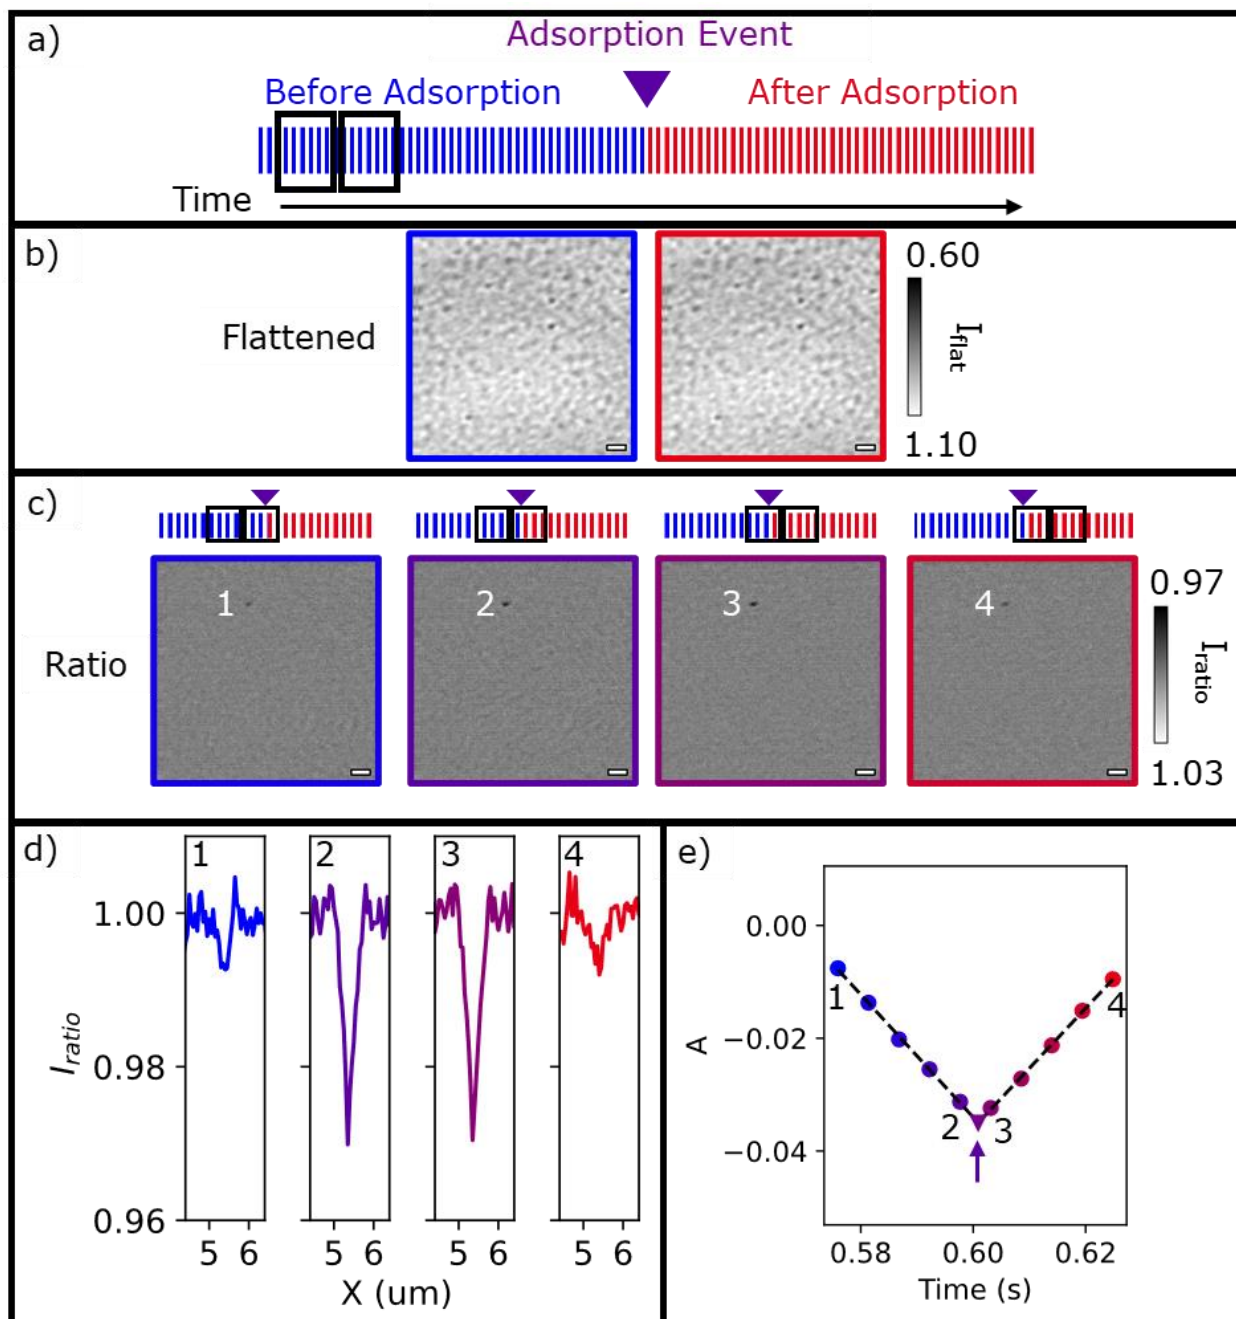 a)
Adsorption Event
Before Adsorption
After Adsorption
Time
b)
Flattened
0.60
I_flat
1.10
c)
1
2
3
4
Ratio
0.97
I_ratio
1.03
d)
1
2
3
4
1.00
0.98
0.96
I_ratio
5 6
5 6
5 6
5 6
X (um)
e)
0.00
−0.02
−0.04
A
1
2
3
4
0.58 0.60 0.62
Time (s)